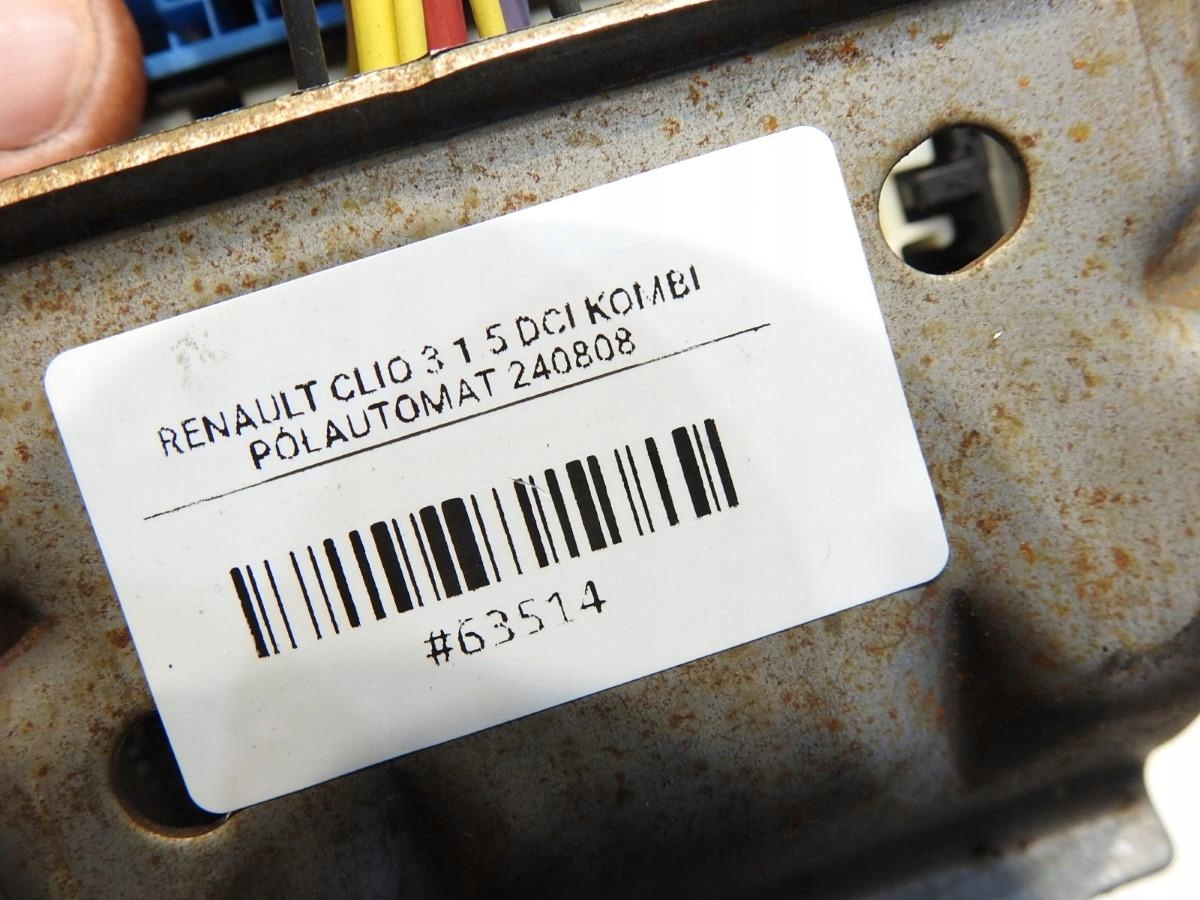 RENAULT CLIO 3 1 5 DCI KOMBI
PÓŁAUTOMAT 240808
#63514